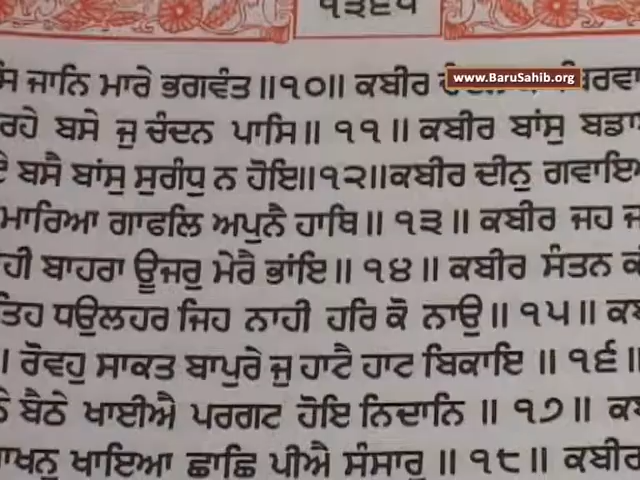 ੧੩੬੫
www.BaruSahib.org
ਜਾਨਿ ਮਾਰੇ ਭਗਵੰਤ ॥੧੦॥ ਕਬੀਰ
ਰਹੇ ਬਸੇ ਜੁ ਚੰਦਨ ਪਾਸਿ॥ ੧੧॥ ਕਬੀਰ ਬਾਂਸੁ ਬਡਾ
ਬਸੈ ਬਾਂਸੁ ਸੁਗੰਧੁ ਨ ਹੋਇ॥੧੨॥ਕਬੀਰ ਦੀਨੁ ਗਵਾਇਆ
ਮਾਰਿਆ ਗਾਫਲਿ ਅਪੁਨੈ ਹਾਥਿ॥ ੧੩॥ ਕਬੀਰ ਜਹ
ਬਾਹਰਾ ਊਜਰੁ ਮੇਰੈ ਭਾਂਇ॥ ੧੪॥ ਕਬੀਰ ਸੰਤਨ
ਤਿਹ ਧਉਲਹਰ ਜਿਹ ਨਾਹੀ ਹਰਿ ਕੋ ਨਾਉ॥ ੧੫॥
॥ ਰੋਵਹੁ ਸਾਕਤ ਬਾਪੁਰੇ ਜੁ ਹਾਟੈ ਹਾਟ ਬਿਕਾਇ ॥ ੧੬॥
ਬੈਠੇ ਖਾਈਐ ਪਰਗਟ ਹੋਇ ਨਿਦਾਨਿ ॥ ੧੭॥
ਮਾਖਨੁ ਖਾਇਆ ਛਾਛਿ ਪੀਐ ਸੰਸਾਰੁ ॥ ੧੮॥ ਕਬੀਰ